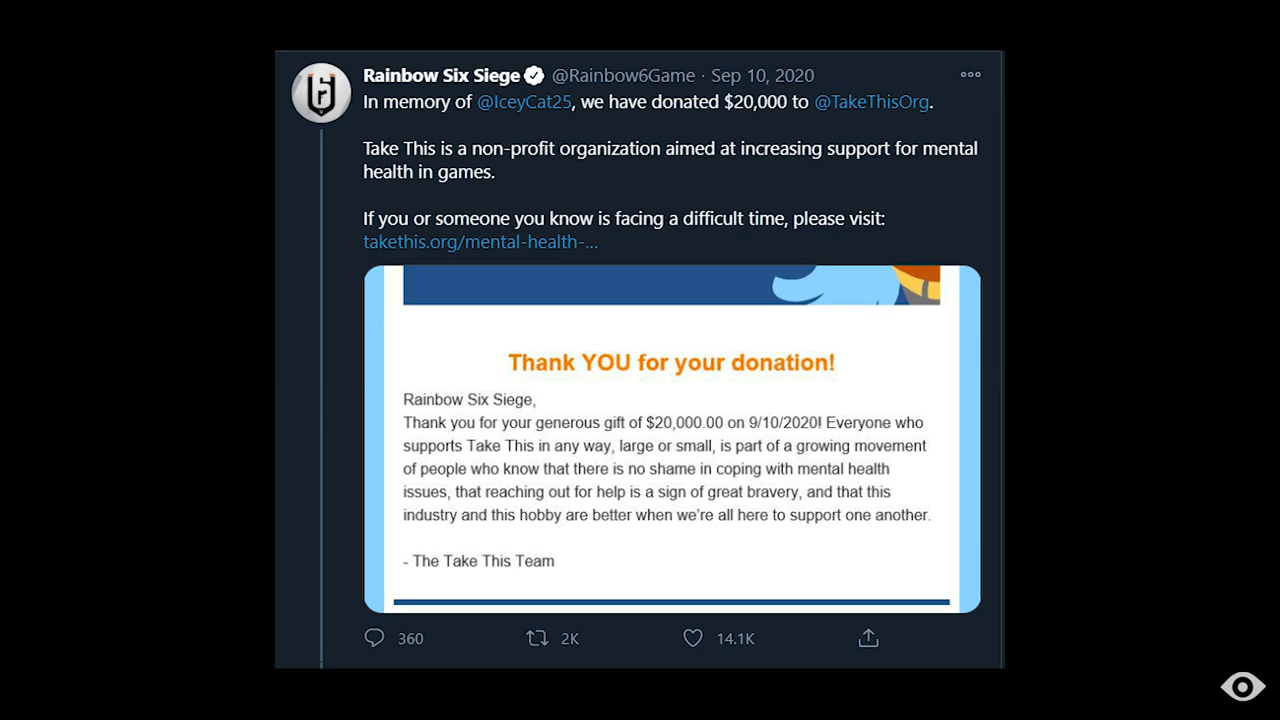 Rainbow Six Siege @Rainbow6Game · Sep 10, 2020
In memory of @IceyCat25, we have donated $20,000 to @TakeThisOrg.
Take This is a non-profit organization aimed at increasing support for mental
health in games.
If you or someone you know is facing a difficult time, please visit:
takethis.org/mental-health-...
Thank YOU for your donation!
Rainbow Six Siege,
Thank you for your generous gift of $20,000.00 on 9/10/2020! Everyone who
supports Take This in any way, large or small, is part of a growing movement
of people who know that there is no shame in coping with mental health
issues, that reaching out for help is a sign of great bravery, and that this
industry and this hobby are better when we're all here to support one another.
- The Take This Team
360 2K 14.1K